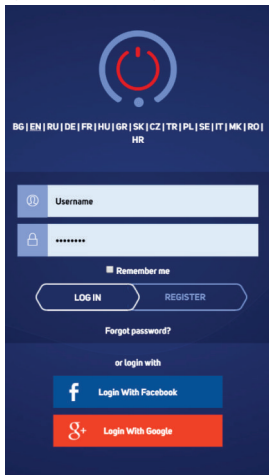 BG | EN | RU | DE | FR | HU | GR | SK | CZ | TR | PL | SE | IT | MK | RO |
HR
Username
••••••••
Remember me
LOG IN
REGISTER
Forgot password?
or login with
f Login With Facebook
g+ Login With Google